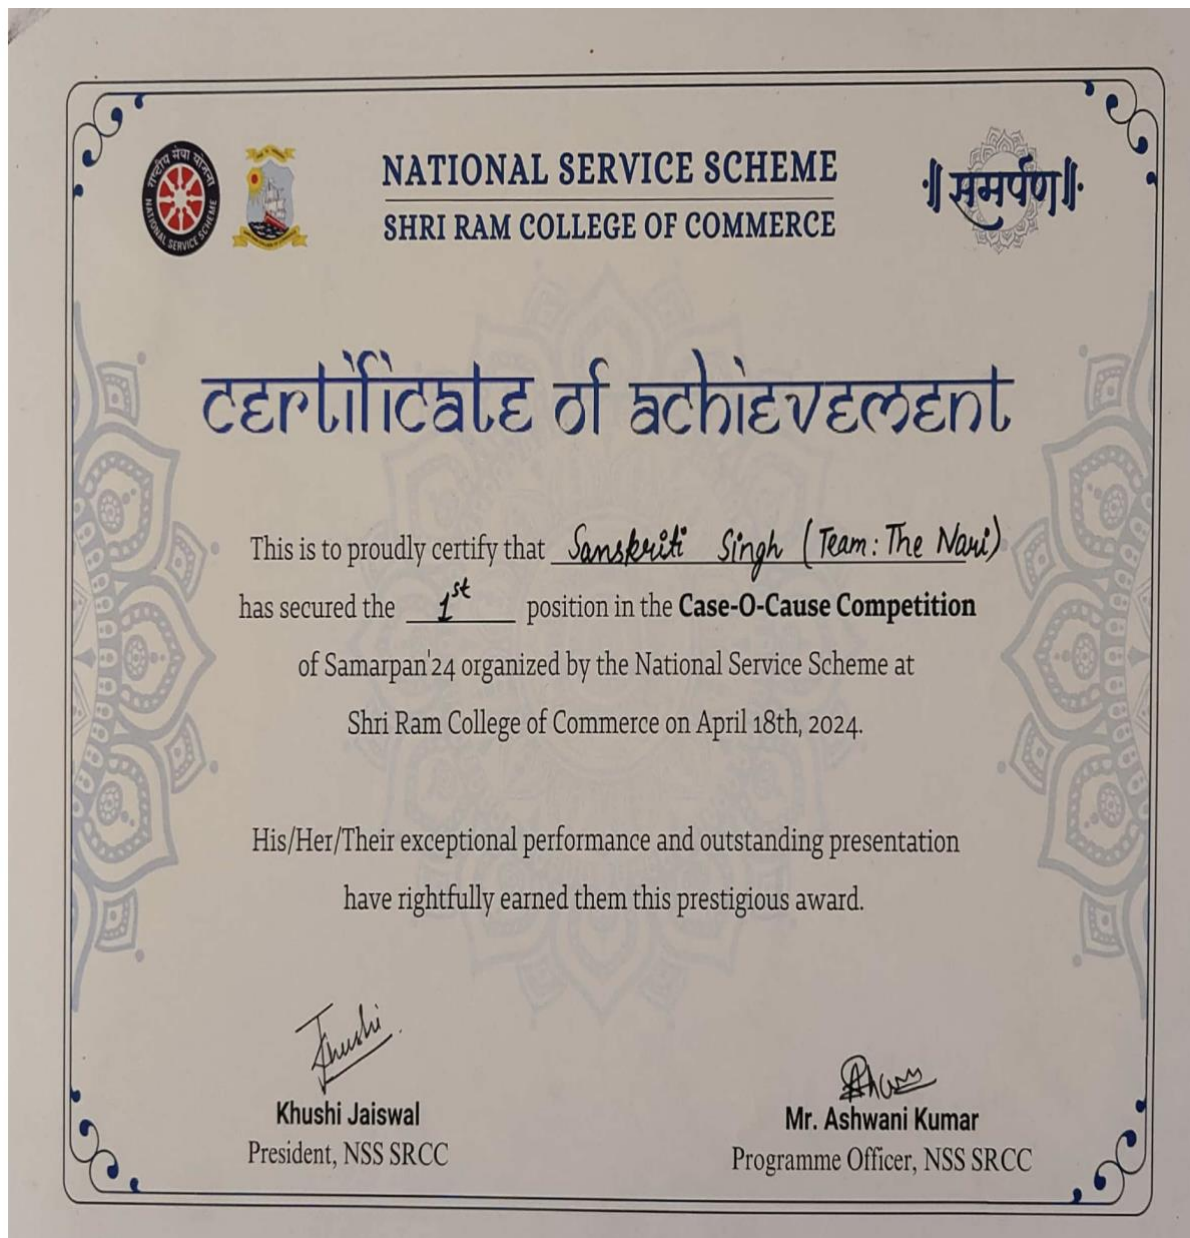 राष्ट्रीय सेवा योजना
NATIONAL SERVICE SCHEME
NATIONAL SERVICE SCHEME
SHRI RAM COLLEGE OF COMMERCE
॥ समर्पण ॥
certificate of achievement
This is to proudly certify that Sanskriti Singh (Team: The Nari)
has secured the 1st position in the Case-O-Cause Competition
of Samarpan'24 organized by the National Service Scheme at
Shri Ram College of Commerce on April 18th, 2024.
His/Her/Their exceptional performance and outstanding presentation
have rightfully earned them this prestigious award.
Khushi
Khushi Jaiswal
President, NSS SRCC
Mr. Ashwani Kumar
Programme Officer, NSS SRCC